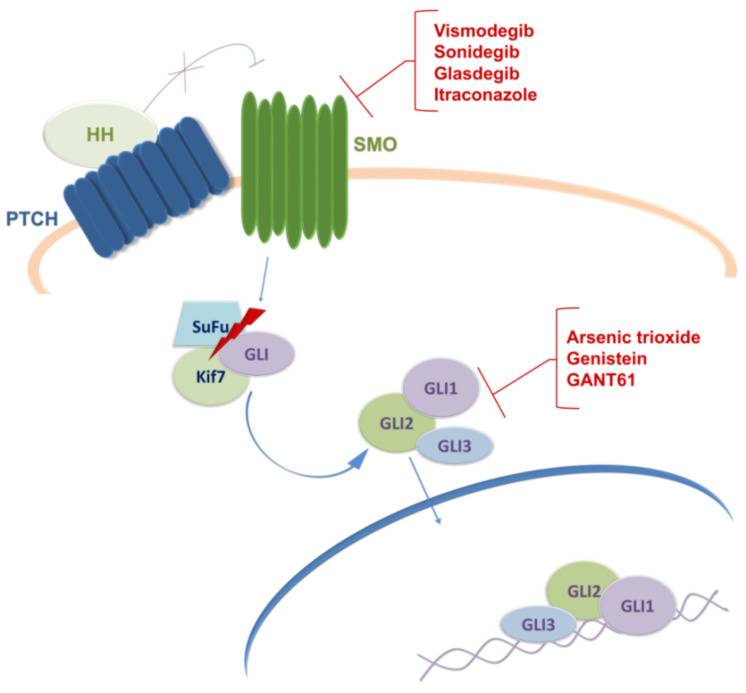 Vismodegib
Sonidegib
Glasdegib
Itraconazole
HH
SMO
PTCH
SuFu
GLI
Kif7
Arsenic trioxide
Genistein
GANT61
GLI1
GLI2
GLI3
GLI2
GLI1
GLI3